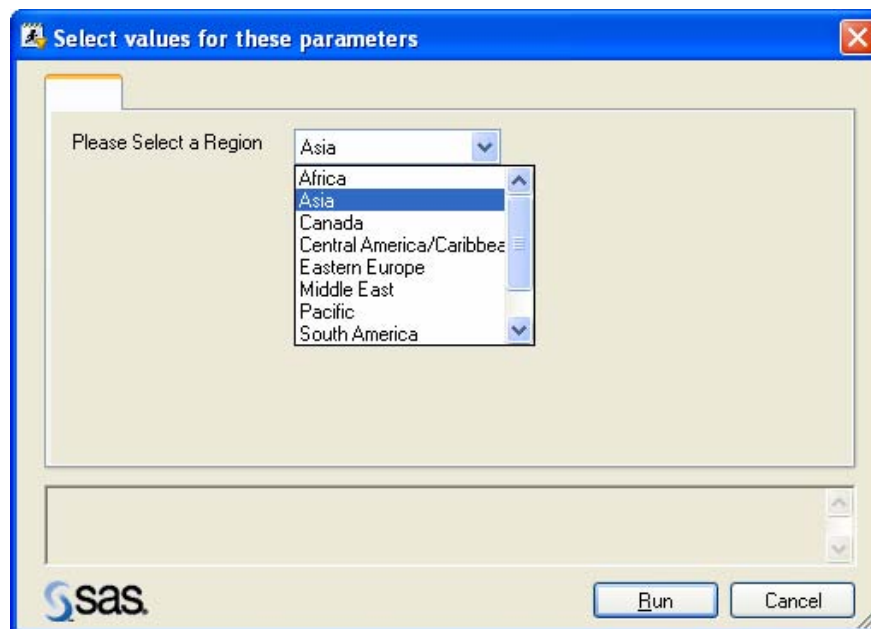 Select values for these parameters
Please Select a Region
Asia
Africa
Asia
Canada
Central America/Caribbea
Eastern Europe
Middle East
Pacific
South America
sas.
Run
Cancel